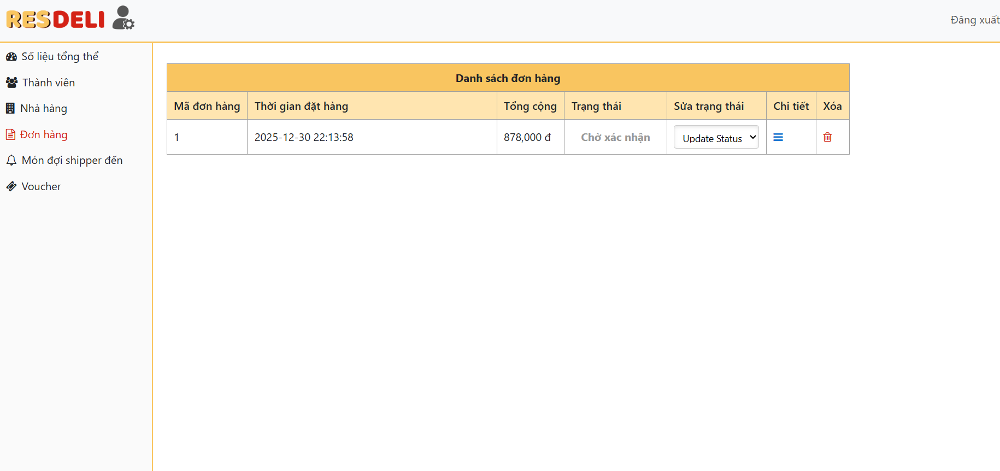 RESDELI
Đăng xuất
Số liệu tổng thể
Thành viên
Nhà hàng
Đơn hàng
Món đợi shipper đến
Voucher
Danh sách đơn hàng
Mã đơn hàng Thời gian đặt hàng Tổng cộng Trạng thái Sửa trạng thái Chi tiết Xóa
1 2025-12-30 22:13:58 878,000 đ Chờ xác nhận Update Status